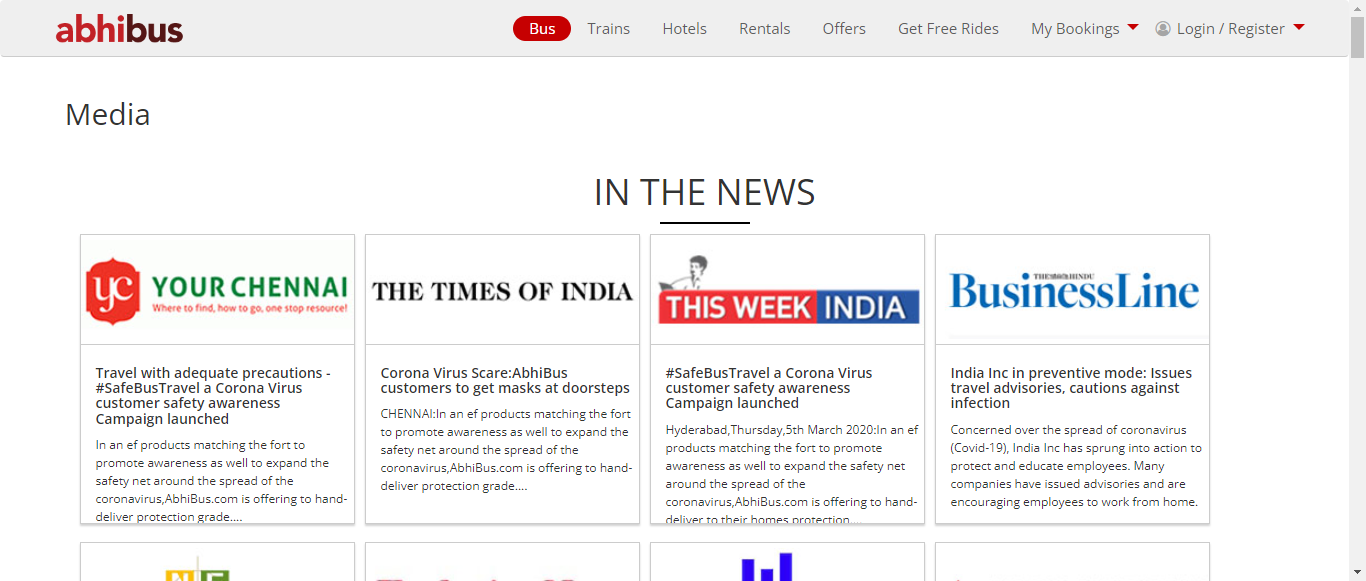 abhibus
Bus Trains Hotels Rentals Offers Get Free Rides My Bookings Login / Register
Media
IN THE NEWS
yc YOUR CHENNAI
Where to find, how to go, one stop resource!
Travel with adequate precautions -
#SafeBusTravel a Corona Virus
customer safety awareness
Campaign launched
In an ef products matching the fort to
promote awareness as well to expand the
safety net around the spread of the
coronavirus,AbhiBus.com is offering to hand-
deliver protection grade....
THE TIMES OF INDIA
Corona Virus Scare:AbhiBus
customers to get masks at doorsteps
CHENNAI:In an ef products matching the fort
to promote awareness as well to expand the
safety net around the spread of the
coronavirus,AbhiBus.com is offering to hand-
deliver protection grade....
THIS WEEK INDIA
#SafeBusTravel a Corona Virus
customer safety awareness
Campaign launched
Hyderabad,Thursday,5th March 2020:In an ef
products matching the fort to promote
awareness as well to expand the safety net
around the spread of the
coronavirus,AbhiBus.com is offering to hand-
deliver to their homes protection....
THE HINDU
BusinessLine
India Inc in preventive mode: Issues
travel advisories, cautions against
infection
Concerned over the spread of coronavirus
(Covid-19), India Inc has sprung into action to
protect and educate employees. Many
companies have issued advisories and are
encouraging employees to work from home.